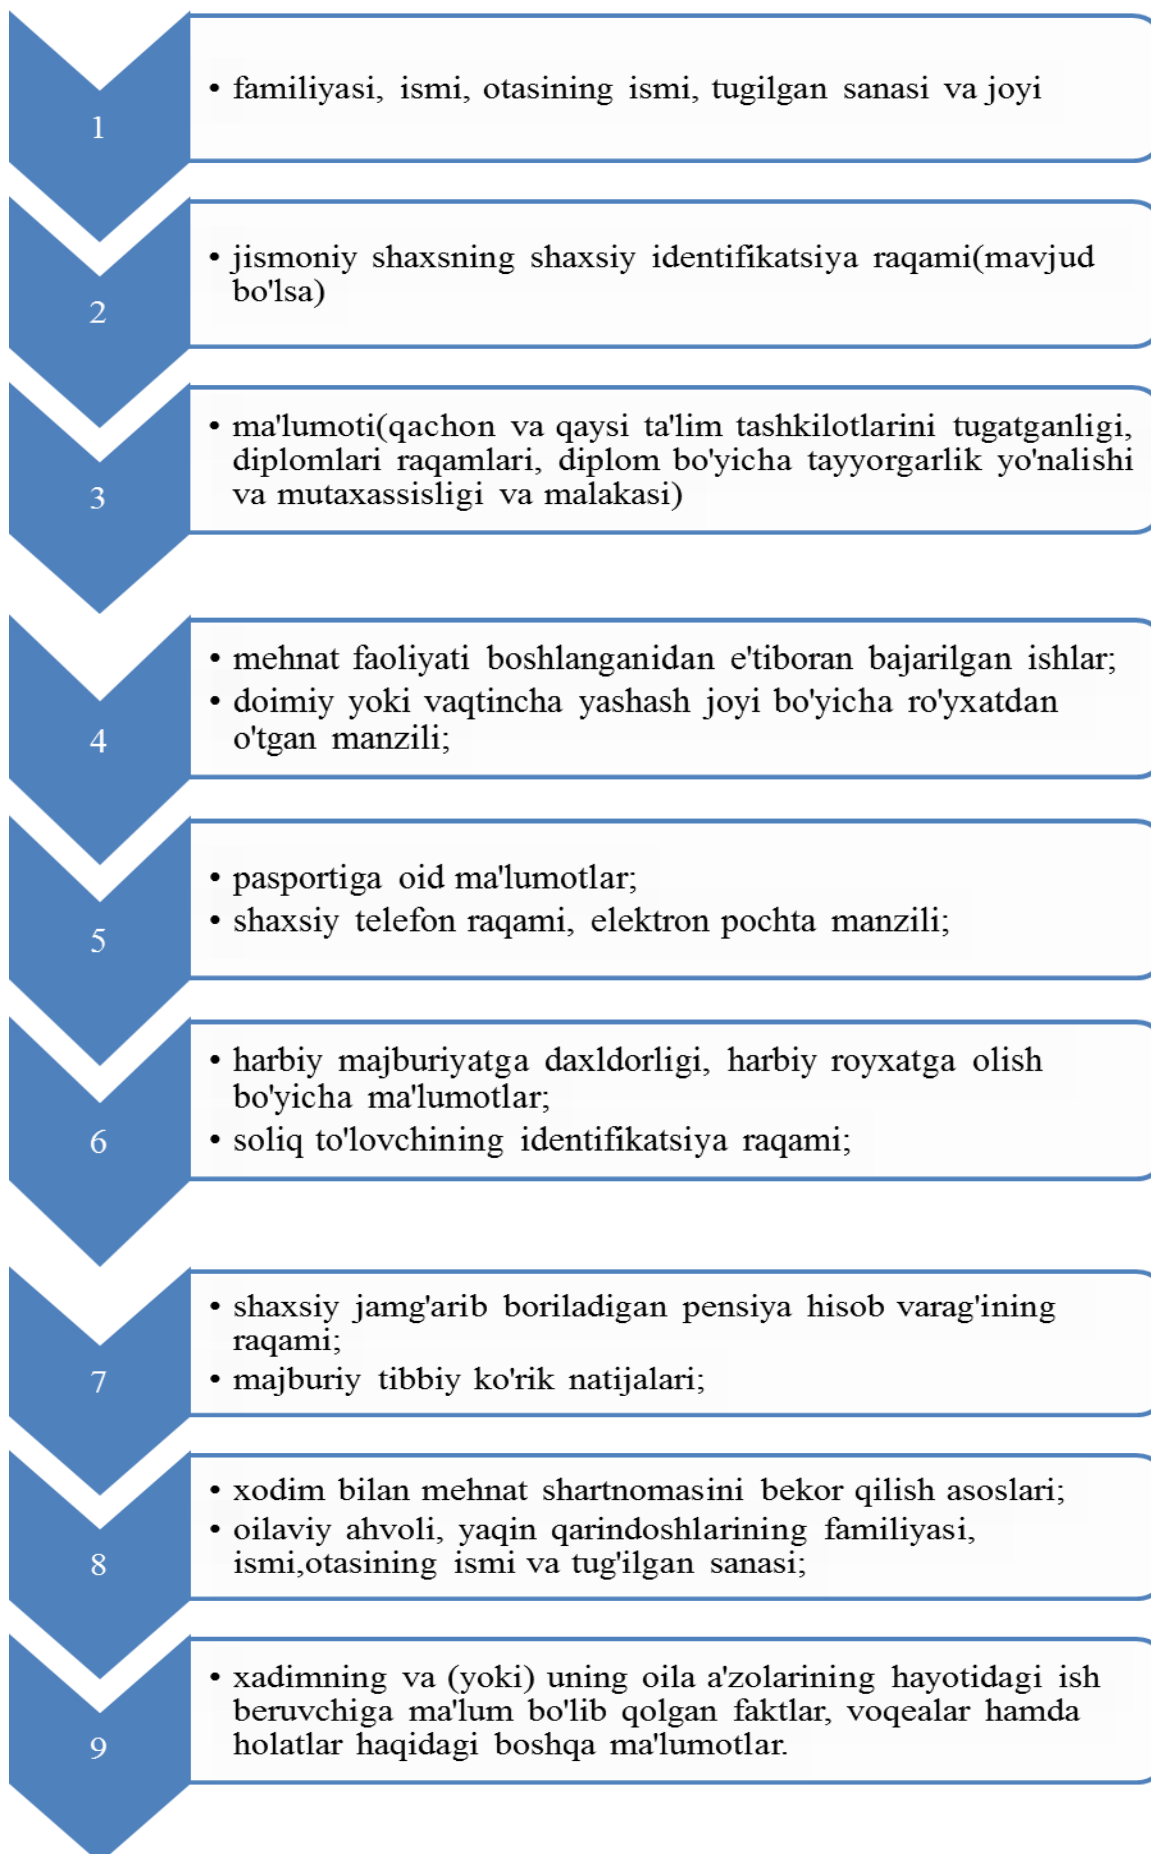 1
• familiyasi, ismi, otasining ismi, tugilgan sanasi va joyi
2
• jismoniy shaxsning shaxsiy identifikatsiya raqami(mavjud
bo'lsa)
3
• ma'lumoti(qachon va qaysi ta'lim tashkilotlarini tugatganligi,
diplomlari raqamlari, diplom bo'yicha tayyorgarlik yo'nalishi
va mutaxassisligi va malakasi)
4
• mehnat faoliyati boshlanganidan e'tiboran bajarilgan ishlar;
• doimiy yoki vaqtincha yashash joyi bo'yicha ro'yxatdan
o'tgan manzili;
5
• pasportiga oid ma'lumotlar;
• shaxsiy telefon raqami, elektron pochta manzili;
6
• harbiy majburiyatga daxldorligi, harbiy royxatga olish
bo'yicha ma'lumotlar;
• soliq to'lovchining identifikatsiya raqami;
7
• shaxsiy jamg'arib boriladigan pensiya hisob varag'ining
raqami;
• majburiy tibbiy ko'rik natijalari;
8
• xodim bilan mehnat shartnomasini bekor qilish asoslari;
• oilaviy ahvoli, yaqin qarindoshlarining familiyasi,
ismi,otasining ismi va tug'ilgan sanasi;
9
• xadimning va (yoki) uning oila a'zolarining hayotidagi ish
beruvchiga ma'lum bo'lib qolgan faktlar, voqealar hamda
holatlar haqidagi boshqa ma'lumotlar.